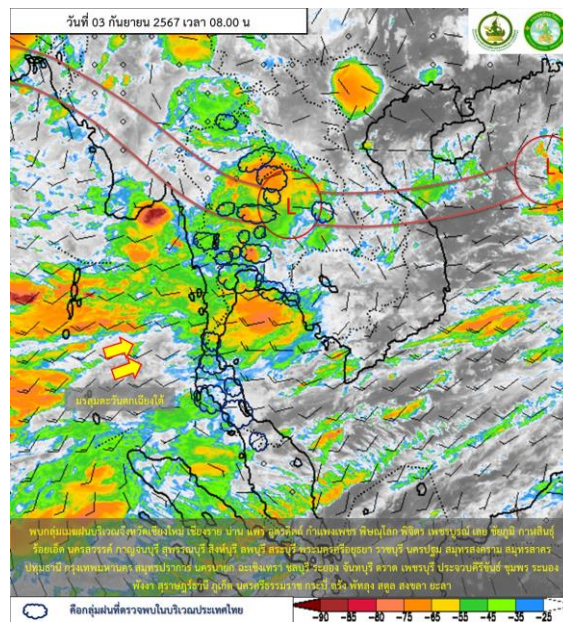 วันที่ 03 กันยายน 2567 เวลา 08.00 น
L
L
มรสุมตะวันตกเฉียงใต้
พบกลุ่มเมฆฝนบริเวณจังหวัดเชียงใหม่ เชียงราย น่าน แพร่ อุตรดิตถ์ กำแพงเพชร พิษณุโลก พิจิตร เพชรบูรณ์ เลย ชัยภูมิ กาฬสินธุ์
ร้อยเอ็ด นครสวรรค์ กาญจนบุรี สุพรรณบุรี สิงห์บุรี ลพบุรี สระบุรี พระนครศรีอยุธยา ราชบุรี นครปฐม สมุทรสงคราม สมุทรสาคร
ปทุมธานี กรุงเทพมหานคร สมุทรปราการ นครนายก ฉะเชิงเทรา ชลบุรี ระยอง จันทบุรี ตราด เพชรบุรี ประจวบคีรีขันธ์ ชุมพร ระนอง
พังงา สุราษฎร์ธานี ภูเก็ต นครศรีธรรมราช กระบี่ ตรัง พัทลุง สตูล สงขลา ยะลา
คือกลุ่มฝนที่ตรวจพบในบริเวณประเทศไทย
-90 -85 -80 -75 -65 -55 -45 -35 -25